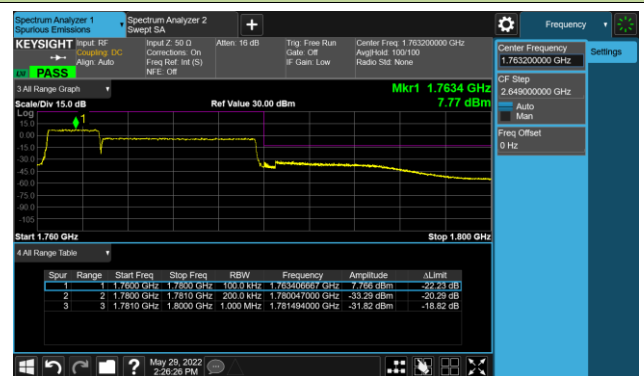 Spectrum Analyzer 1
Spurious Emissions
Spectrum Analyzer 2
Swept SA
Frequency
KEYSIGHT
Input: RF
Coupling: DC
Align: Auto
Input Z: 50 Ω
Corrections: On
Freq Ref: Int (S)
NFE: Off
Atten: 16 dB
Trig: Free Run
Gate: Off
IF Gain: Low
Center Freq: 1.763200000 GHz
Avg|Hold: 100/100
Radio Std: None
PASS
Center Frequency
1.763200000 GHz
Settings
CF Step
2.649000000 GHz
Auto
Man
Freq Offset
0 Hz
3 All Range Graph
Mkr1 1.7634 GHz
Scale/Div 15.0 dB
Ref Value 30.00 dBm
7.77 dBm
Log
15.0
0.00
-15.0
-30.0
-45.0
-60.0
-75.0
-90.0
-105
1
Start 1.760 GHz
Stop 1.800 GHz
4 All Range Table
Spur Range Start Freq Stop Freq RBW Frequency Amplitude ΔLimit
1 1 1.7600 GHz 1.7800 GHz 100.0 kHz 1.763406667 GHz 7.766 dBm -22.23 dB
2 2 1.7800 GHz 1.7810 GHz 200.0 kHz 1.780047000 GHz -33.29 dBm -20.29 dB
3 3 1.7810 GHz 1.8000 GHz 1.000 MHz 1.781494000 GHz -31.82 dBm -18.82 dB
May 29, 2022
2:26:26 PM